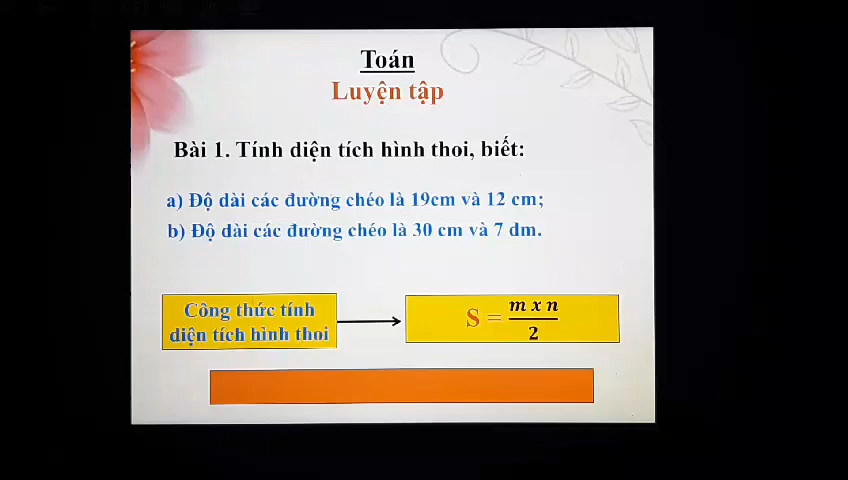 Toán
Luyện tập
Bài 1. Tính diện tích hình thoi, biết:
a) Độ dài các đường chéo là 19cm và 12 cm;
b) Độ dài các đường chéo là 30 cm và 7 dm.
Công thức tính
diện tích hình thoi
S = m x n / 2